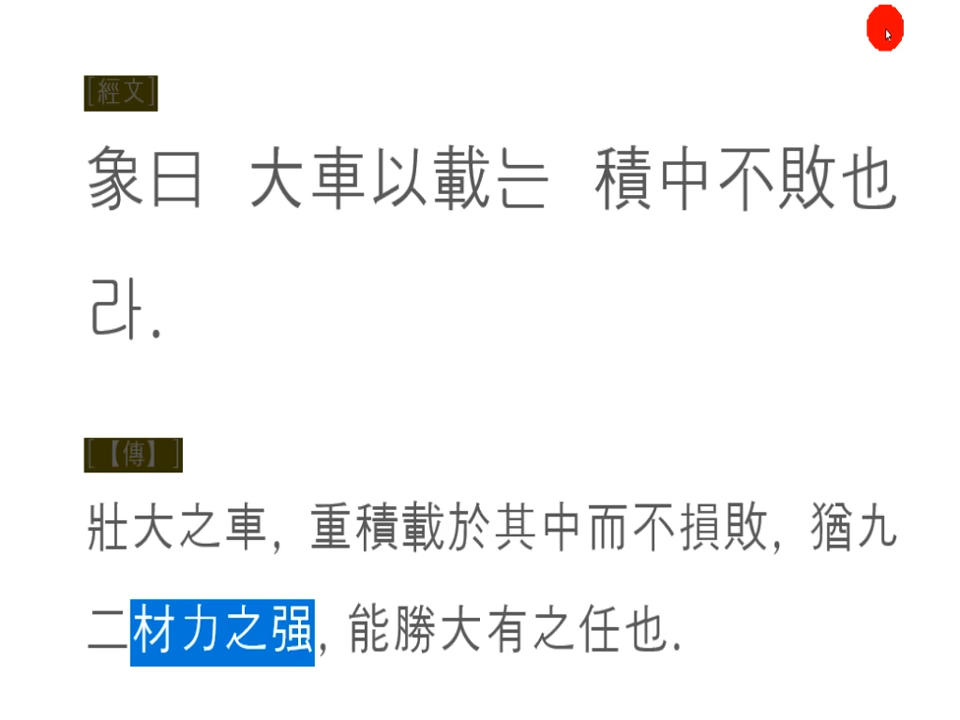 [經文]
象曰 大車以載는 積中不敗也
라.
[【傳】]
壯大之車, 重積載於其中而不損敗, 猶九
二材力之强, 能勝大有之任也.